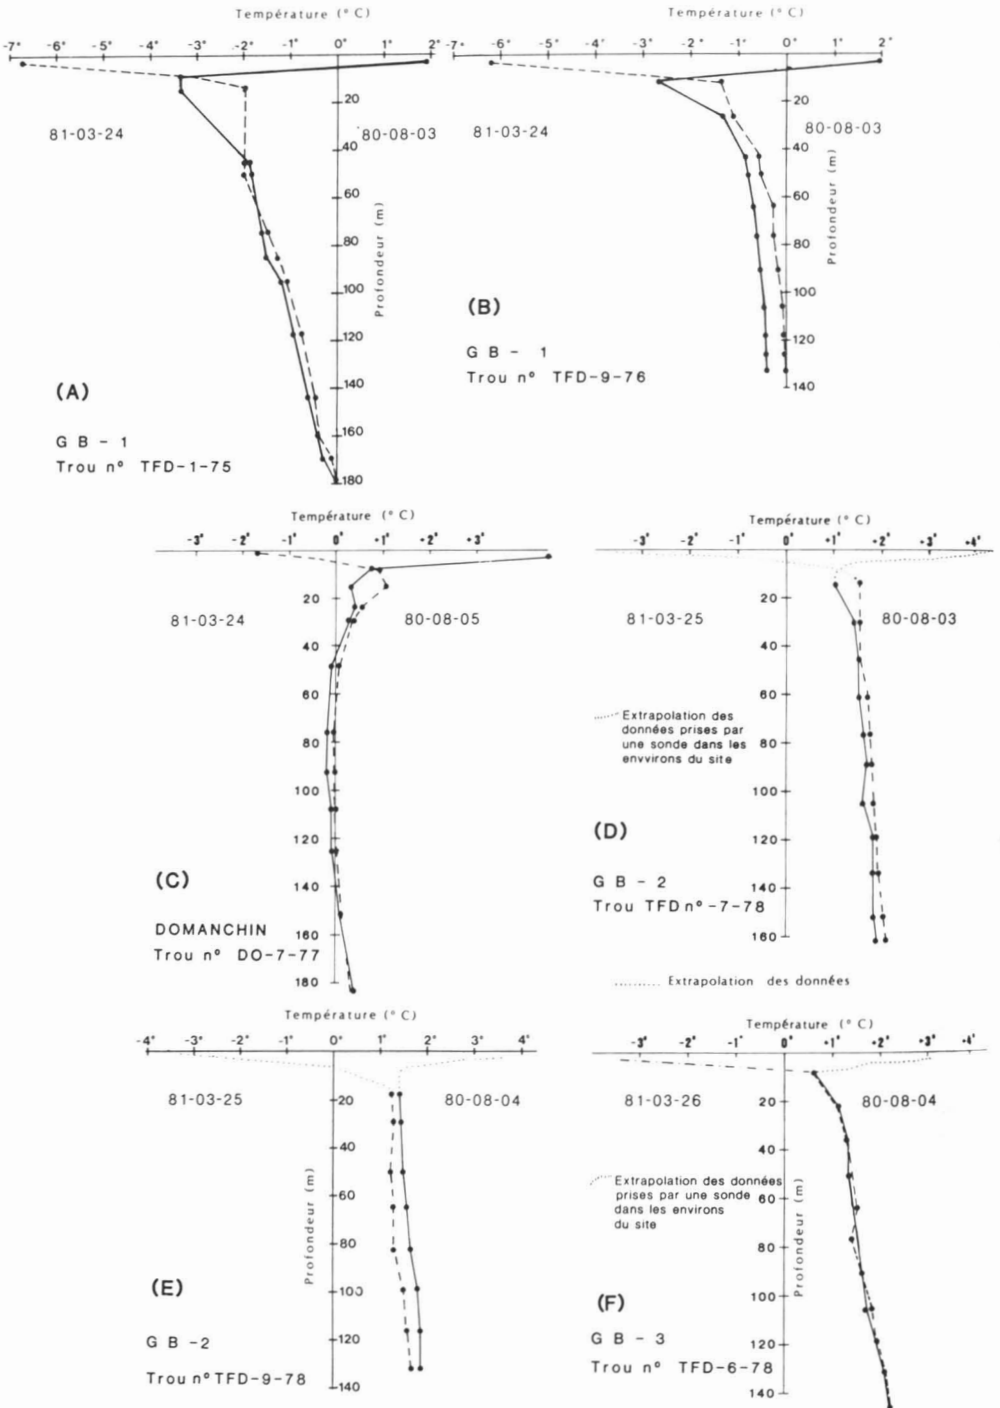 Température (° C)
-7° -6° -5° -4° -3° -2° -1° 0° 1° 2°
20
40
60
80
100
120
140
160
180
Profondeur (m)
81-03-24
80-08-03
(A)
G B - 1
Trou n° TFD-1-75
Température (° C)
-7° -6° -5° -4° -3° -2° -1° 0° 1° 2°
20
40
60
80
100
120
140
Profondeur (m)
81-03-24
80-08-03
(B)
G B - 1
Trou n° TFD-9-76
Température (° C)
-3° -2° -1° 0° +1° +2° +3°
20
40
60
80
100
120
140
160
180
81-03-24
80-08-05
(C)
DOMANCHIN
Trou n° DO-7-77
Température (° C)
-3° -2° -1° 0° +1° +2° +3° +4°
20
40
60
80
100
120
140
160
81-03-25
80-08-03
Extrapolation des
données prises par
une sonde dans les
envvirons du site
(D)
G B - 2
Trou TFD n° -7-78
Extrapolation des données
Température (° C)
-4° -3° -2° -1° 0° 1° 2° 3° 4°
20
40
60
80
100
120
140
Profondeur (m)
81-03-25
80-08-04
(E)
G B -2
Trou n° TFD-9-78
Température (° C)
-3° -2° -1° 0° +1° +2° +3° +4°
20
40
60
80
100
120
140
Profondeur (m)
81-03-26
80-08-04
Extrapolation des données
prises par une sonde
dans les environs
du site
(F)
G B - 3
Trou n° TFD-6-78